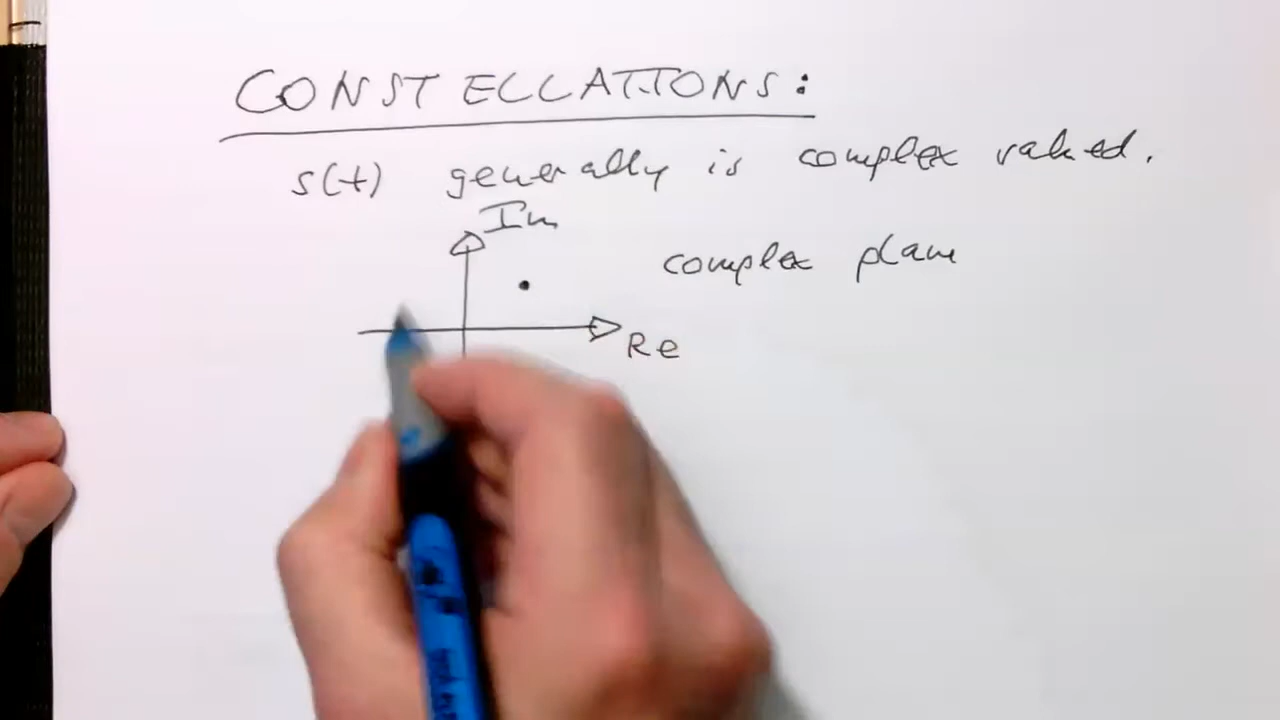 CONSTELLATIONS:
s(t) generally is complex valued.
Im
complex plane
Re